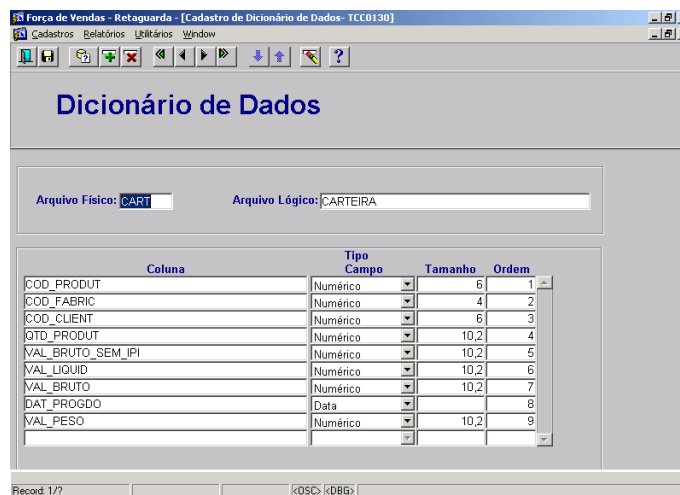 Força de Vendas - Retaguarda - [Cadastro de Dicionário de Dados- TCC0130]
Cadastros Relatórios Utilitários Window
Dicionário de Dados
Arquivo Físico: CART Arquivo Lógico: CARTEIRA
Tipo
Coluna Campo Tamanho Ordem
COD_PRODUT Numérico 6 1
COD_FABRIC Numérico 4 2
COD_CLIENT Numérico 6 3
QTD_PRODUT Numérico 10,2 4
VAL_BRUTO_SEM_IPI Numérico 10,2 5
VAL_LIQUID Numérico 10,2 6
VAL_BRUTO Numérico 10,2 7
DAT_PROGDO Data 8
VAL_PESO Numérico 10,2 9
Record: 1/? <OSC> <DBG>